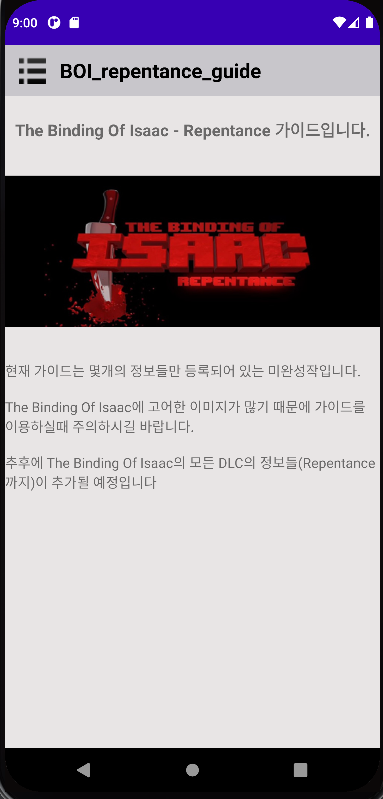 9:00
BOI_repentance_guide
The Binding Of Isaac - Repentance 가이드입니다.
THE BINDING OF
ISAAC
REPENTANCE
현재 가이드는 몇개의 정보들만 등록되어 있는 미완성작입니다.
The Binding Of Isaac에 고어한 이미지가 많기 때문에 가이드를
이용하실때 주의하시길 바랍니다.
추후에 The Binding Of Isaac의 모든 DLC의 정보들(Repentance
까지)이 추가될 예정입니다